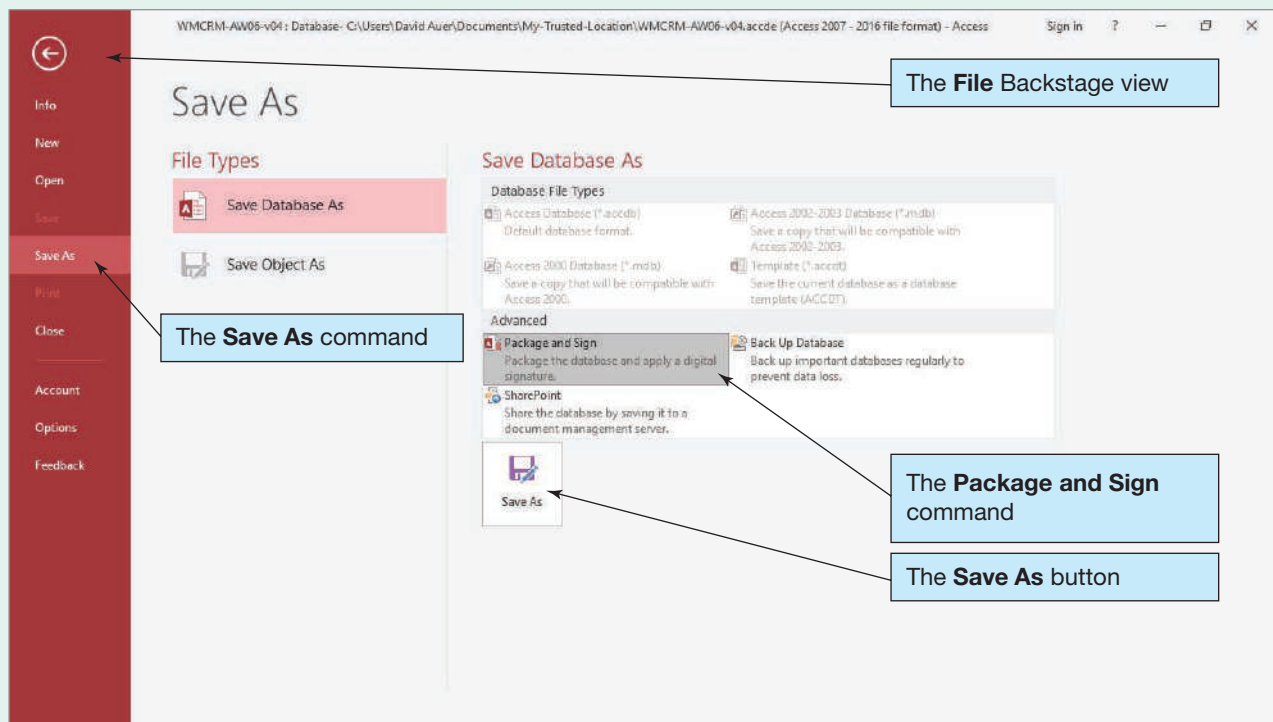 WMCRM-AW06-v04 : Database- C:\Users\David Auer\Documents\My-Trusted-Location\WMCRM-AW06-v04.accde (Access 2007 - 2016 file format) - Access
Sign in
?
The File Backstage view
Info
New
Open
Save
Save As
Print
Close
Account
Options
Feedback
Save As
File Types
Save Database As
Save Object As
The Save As command
Save Database As
Database File Types
Access Database (*.accdb)
Default database format.
Access 2002-2003 Database (*.mdb)
Save a copy that will be compatible with
Access 2002-2003.
Access 2000 Database (*.mdb)
Save a copy that will be compatible with
Access 2000.
Template (*.accdt)
Save the current database as a database
template (ACCDT).
Advanced
Package and Sign
Package the database and apply a digital
signature.
Back Up Database
Back up important databases regularly to
prevent data loss.
SharePoint
Share the database by saving it to a
document management server.
Save As
The Package and Sign
command
The Save As button